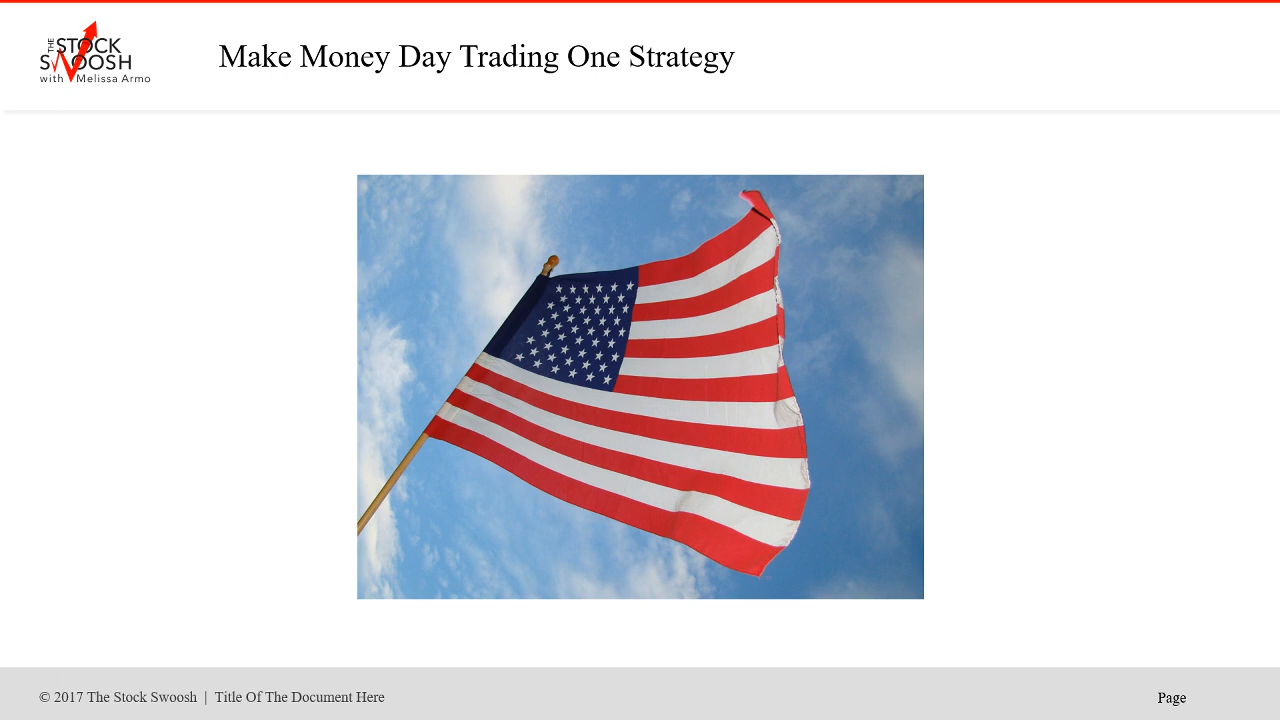 THE STOCK
SWOOSH
with Melissa Armo
Make Money Day Trading One Strategy
© 2017 The Stock Swoosh | Title Of The Document Here
Page